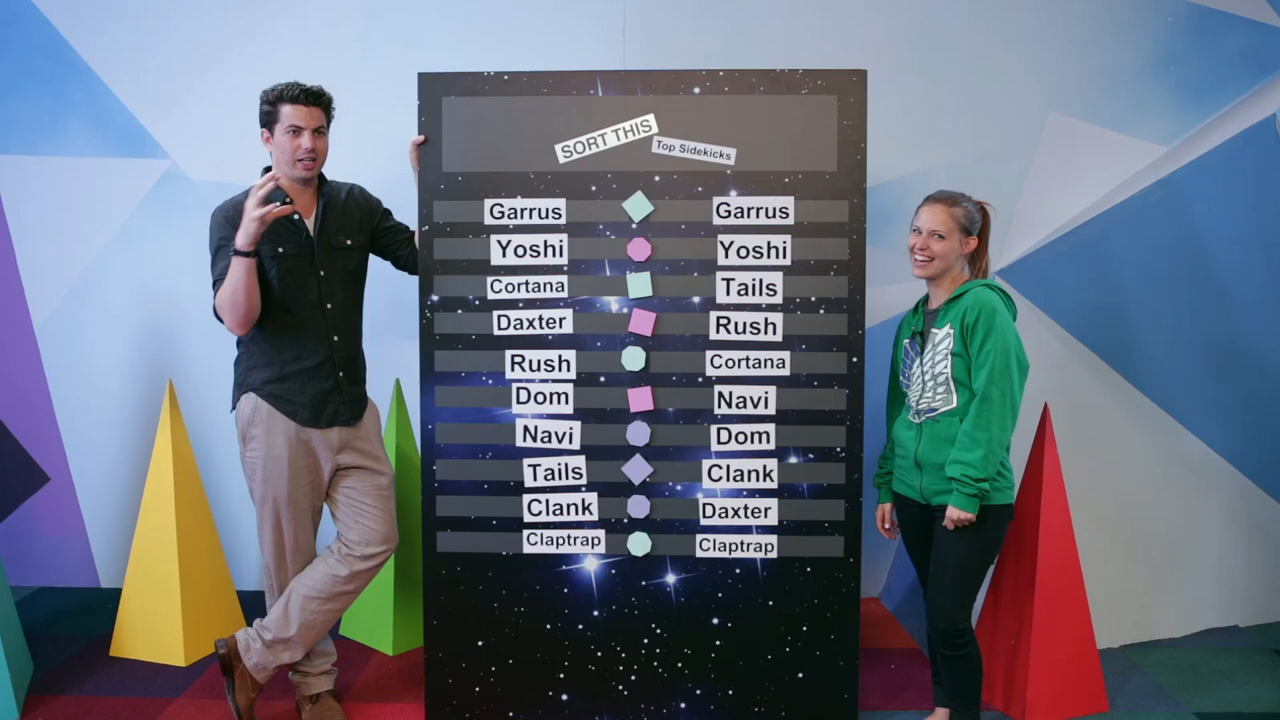 SORT THIS
Top Sidekicks
Garrus Garrus
Yoshi Yoshi
Cortana Tails
Daxter Rush
Rush Cortana
Dom Navi
Navi Dom
Tails Clank
Clank Daxter
Claptrap Claptrap